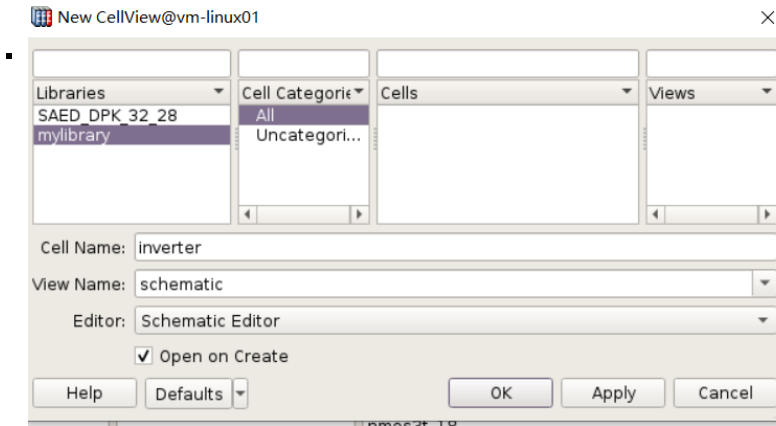 New CellView@vm-linux01
Libraries Cell Categorie Cells Views
SAED_DPK_32_28 All
mylibrary Uncategori...
Cell Name: inverter
View Name: schematic
Editor: Schematic Editor
Open on Create
Help Defaults OK Apply Cancel